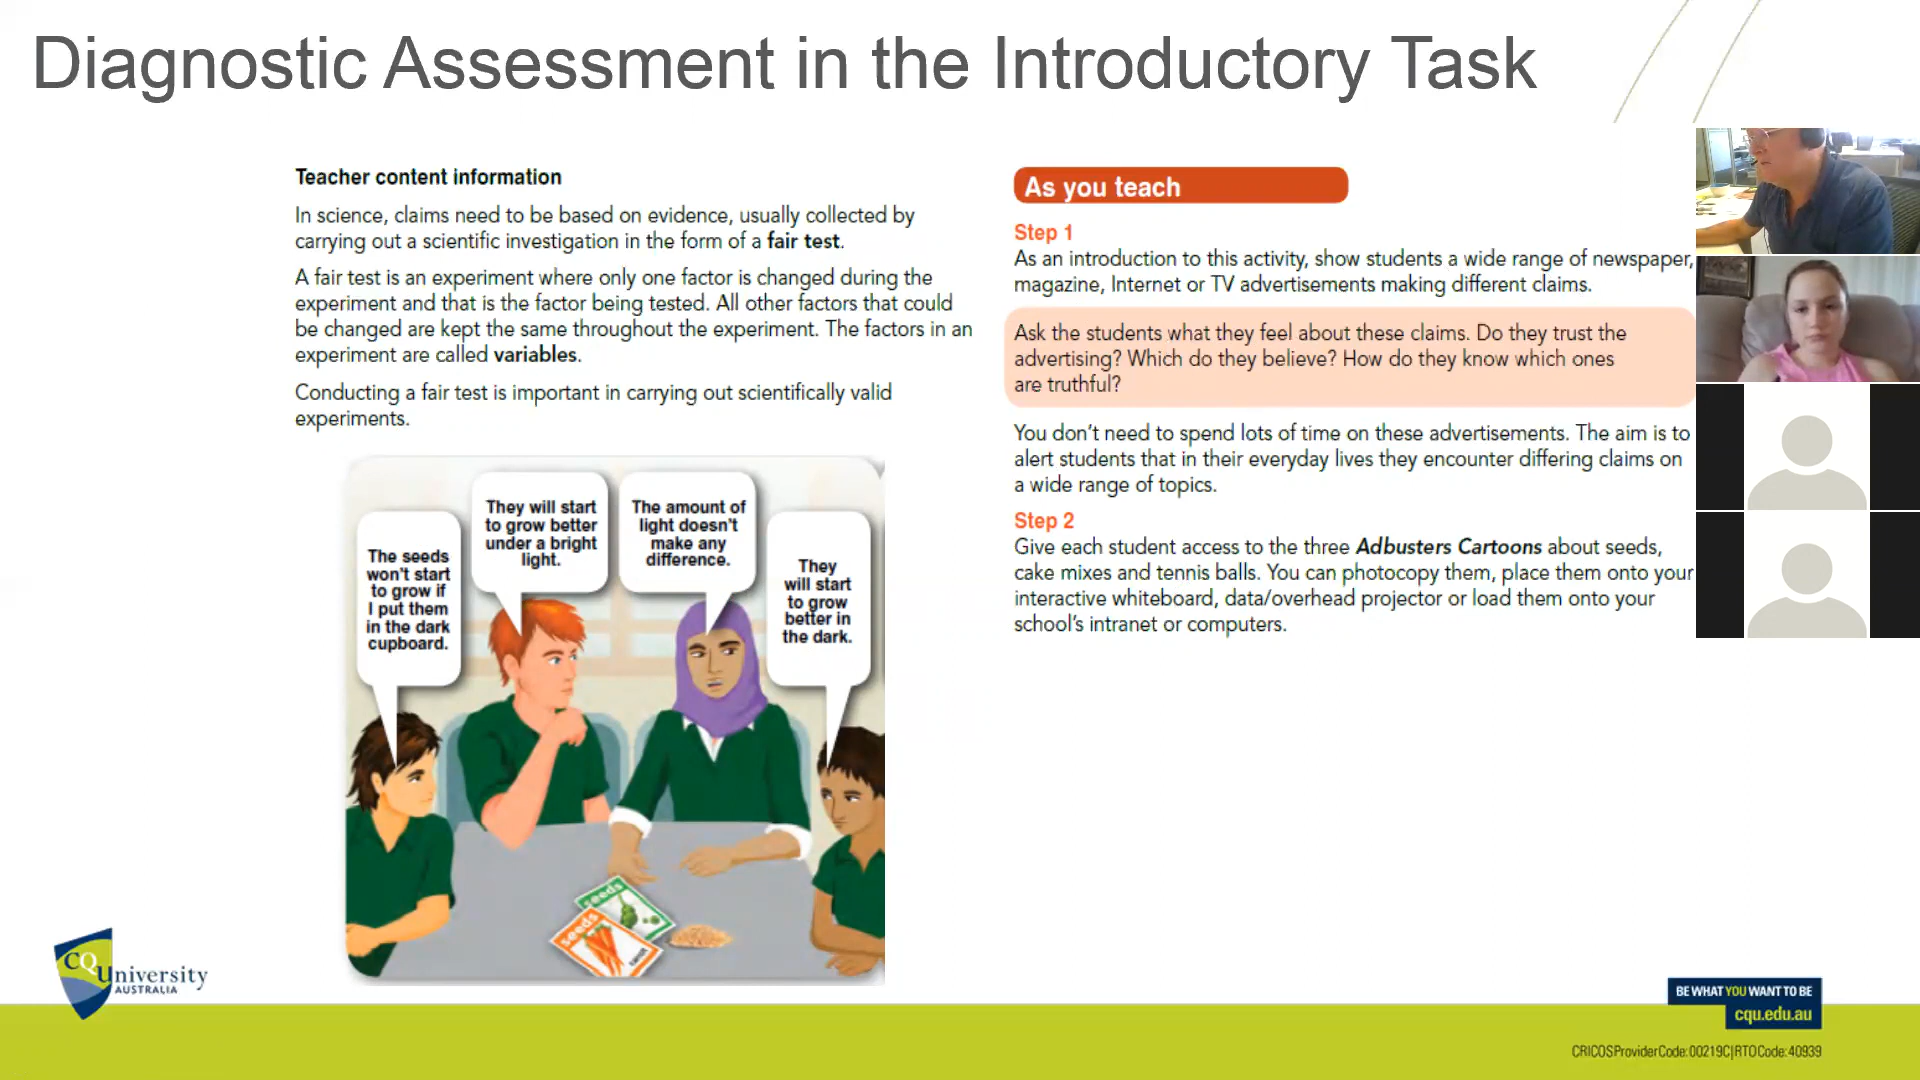 Diagnostic Assessment in the Introductory Task
Teacher content information
In science, claims need to be based on evidence, usually collected by
carrying out a scientific investigation in the form of a fair test.
A fair test is an experiment where only one factor is changed during the
experiment and that is the factor being tested. All other factors that could
be changed are kept the same throughout the experiment. The factors in an
experiment are called variables.
Conducting a fair test is important in carrying out scientifically valid
experiments.
The seeds
won't start
to grow if
I put them
in the dark
cupboard.
They will start
to grow better
under a bright
light.
The amount of
light doesn't
make any
difference.
They
will start
to grow
better in
the dark.
seeds
seeds
As you teach
Step 1
As an introduction to this activity, show students a wide range of newspaper,
magazine, Internet or TV advertisements making different claims.
Ask the students what they feel about these claims. Do they trust the
advertising? Which do they believe? How do they know which ones
are truthful?
You don't need to spend lots of time on these advertisements. The aim is to
alert students that in their everyday lives they encounter differing claims on
a wide range of topics.
Step 2
Give each student access to the three Adbusters Cartoons about seeds,
cake mixes and tennis balls. You can photocopy them, place them onto your
interactive whiteboard, data/overhead projector or load them onto your
school's intranet or computers.
CQUniversity
AUSTRALIA
BE WHAT YOU WANT TO BE
cqu.edu.au
CRICOS Provider Code: 00219C | RTO Code: 40939